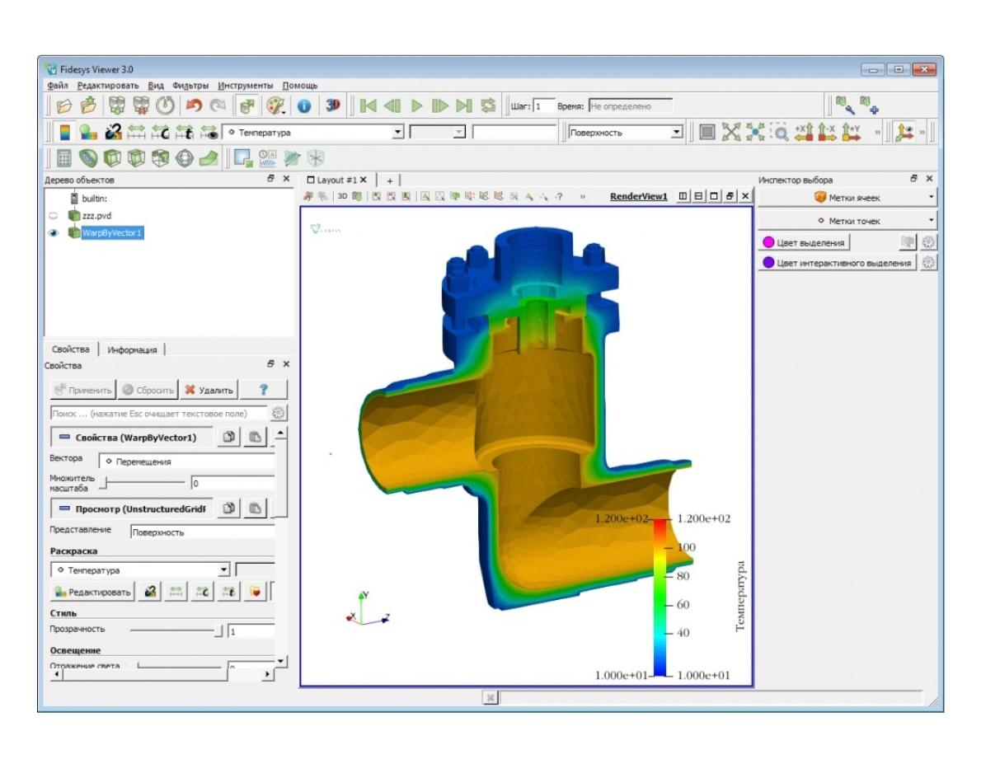 Fidesys Viewer 3.0
Файл Редактировать Вид Фильтры Инструменты Помощь
3D Шаг: 1 Время: Не определено
Температура Поверхность +X -X +Y »
Дерево объектов
Layout #1 X +
Инспектор выбора
builtin:
3D -? » RenderView1
Метки ячеек
zzz.pvd
Метки точек
WarpByVector1
Цвет выделения
Цвет интерактивного выделения
Свойства Информация
Свойства
Применить Сбросить Удалить ?
Поиск ... (нажатие Esc очищает текстовое поле)
Свойства (WarpByVector1)
Вектора Перемещения
Множитель масштаба 0
Просмотр (UnstructuredGridF
Представление Поверхность
Раскраска
Температура
Редактировать
Стиль
Прозрачность 1
Освещение
Отражение света 0
Y
X Z
1.200e+02 1.200e+02
100
80
60
40
1.000e+01 1.000e+01
Температура